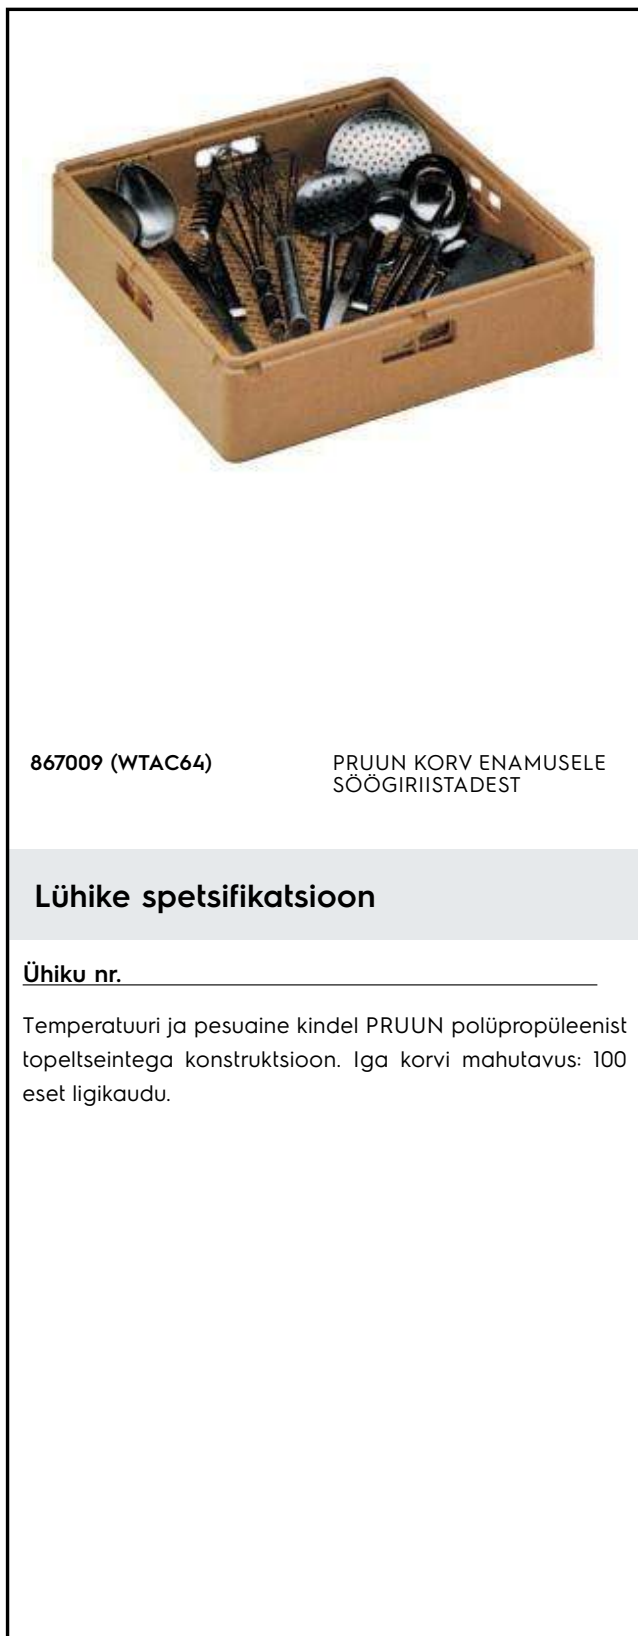 867009 (WTAC64)
PRUUN KORV ENAMUSELE
SÖÖGIRIISTADEST
Lühike spetsifikatsioon
Ühiku nr.
Temperatuuri ja pesuaine kindel PRUUN polüpropüleenist
topeltseintega konstruktsioon. Iga korvi mahutavus: 100
eset ligikaudu.